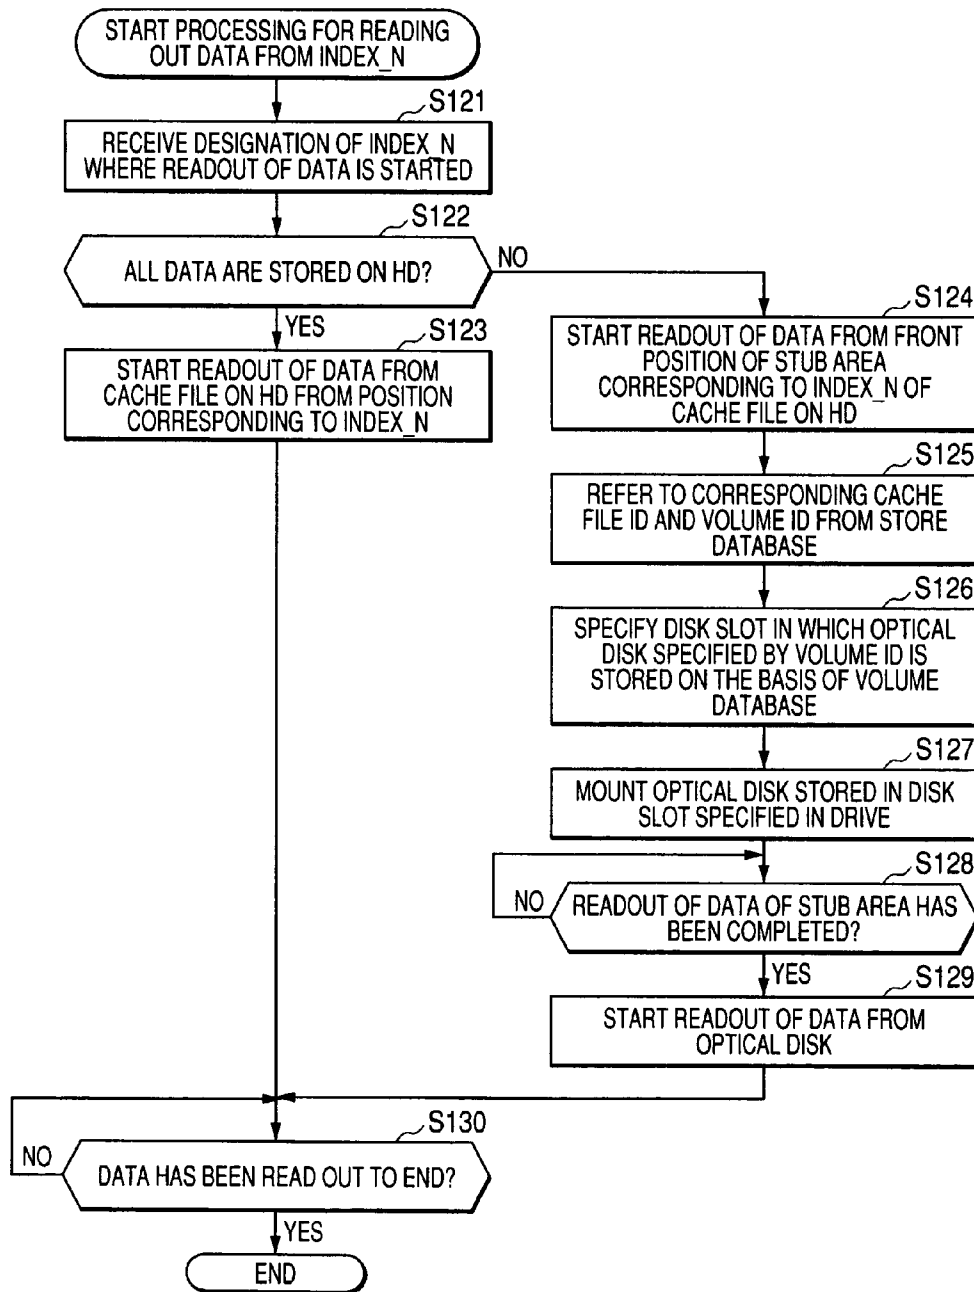 START PROCESSING FOR READING
OUT DATA FROM INDEX_N
S121
RECEIVE DESIGNATION OF INDEX_N
WHERE READOUT OF DATA IS STARTED
S122
ALL DATA ARE STORED ON HD?
NO
YES
S123
START READOUT OF DATA FROM
CACHE FILE ON HD FROM POSITION
CORRESPONDING TO INDEX_N
S124
START READOUT OF DATA FROM FRONT
POSITION OF STUB AREA
CORRESPONDING TO INDEX_N OF
CACHE FILE ON HD
S125
REFER TO CORRESPONDING CACHE
FILE ID AND VOLUME ID FROM STORE
DATABASE
S126
SPECIFY DISK SLOT IN WHICH OPTICAL
DISK SPECIFIED BY VOLUME ID IS
STORED ON THE BASIS OF VOLUME
DATABASE
S127
MOUNT OPTICAL DISK STORED IN DISK
SLOT SPECIFIED IN DRIVE
S128
NO
READOUT OF DATA OF STUB AREA HAS
BEEN COMPLETED?
YES
S129
START READOUT OF DATA FROM
OPTICAL DISK
S130
NO
DATA HAS BEEN READ OUT TO END?
YES
END